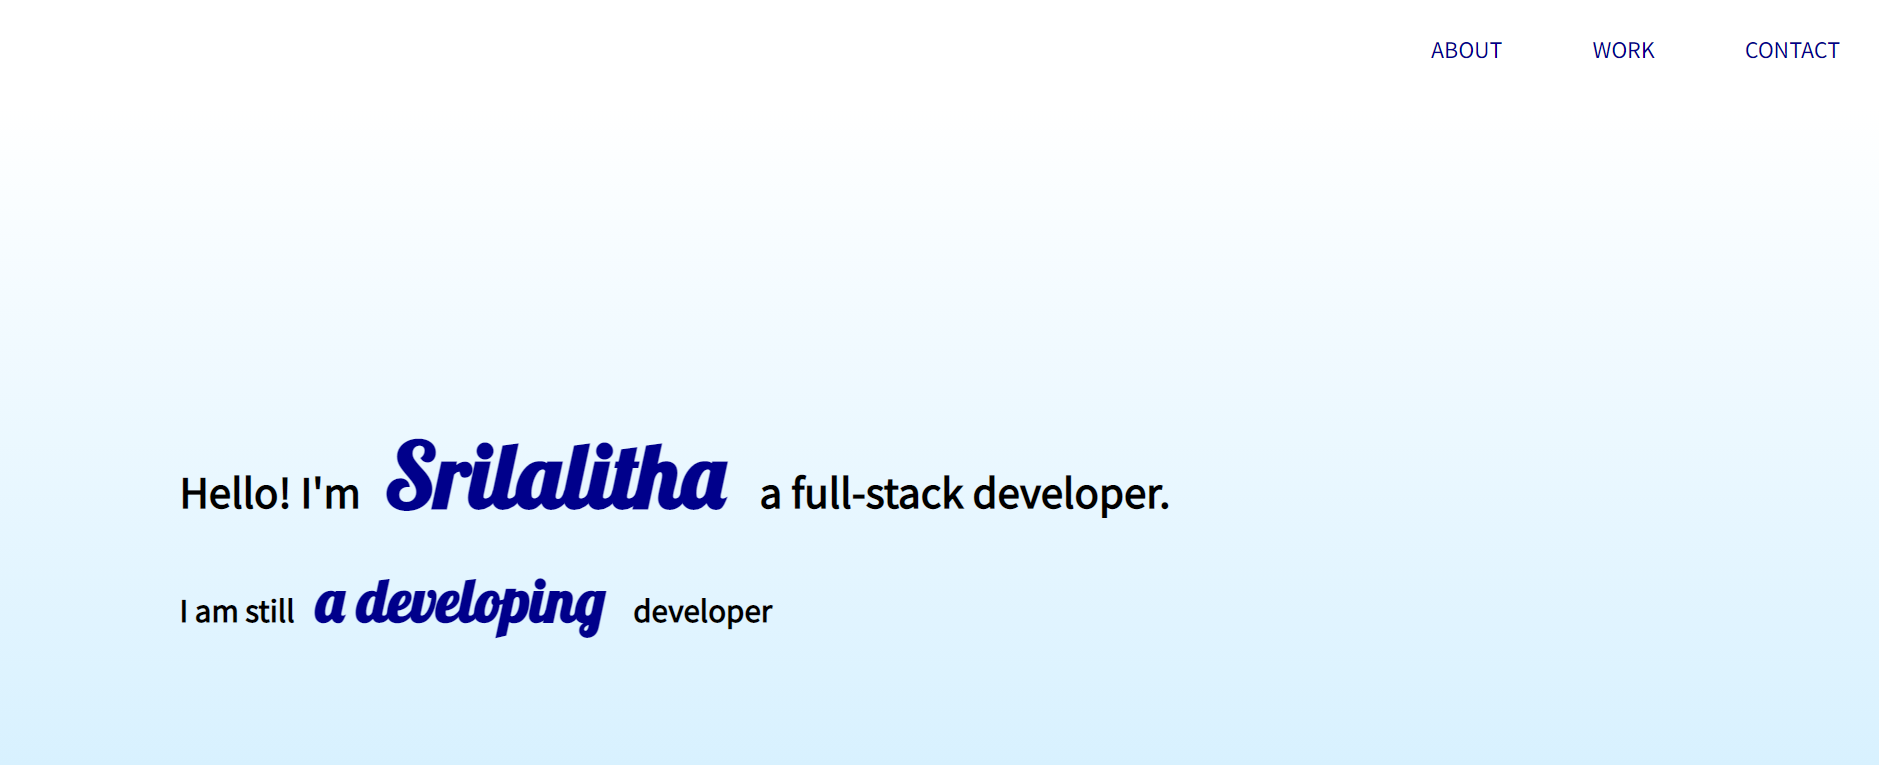 ABOUT WORK CONTACT
Hello! I'm Srilalitha a full-stack developer.
I am still a developing developer